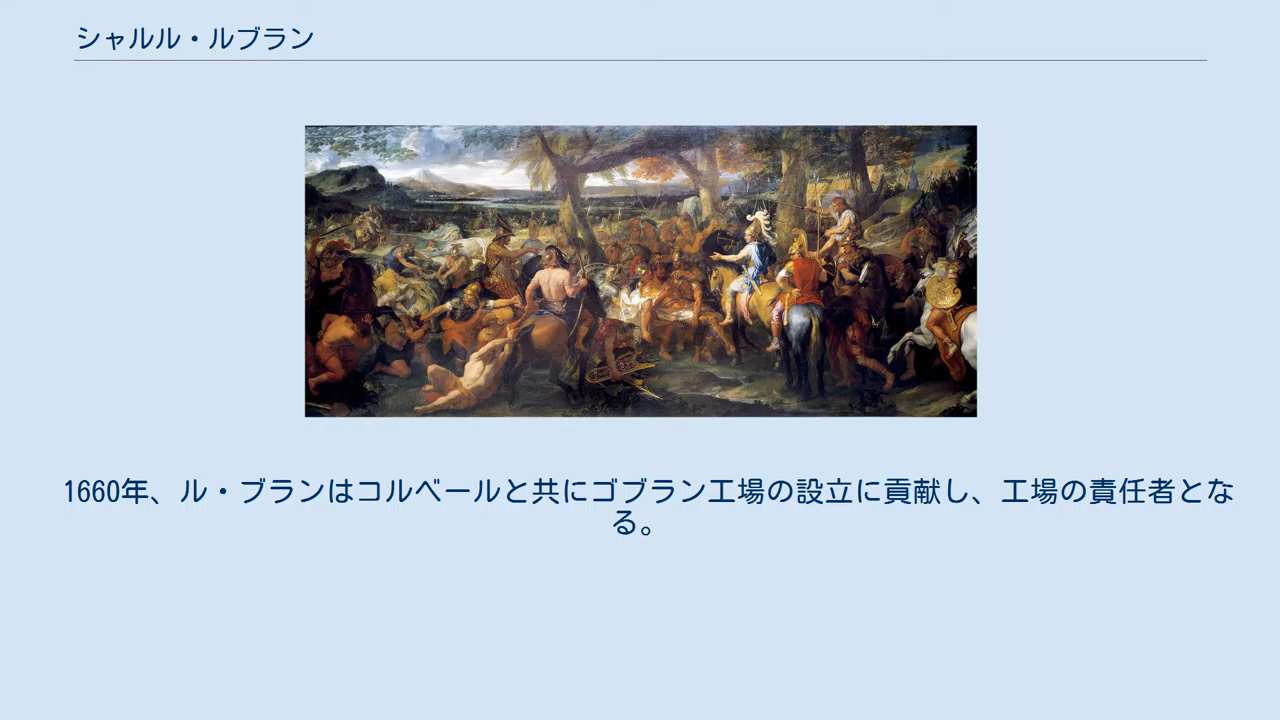 シャルル・ルブラン
1660年、ル・ブランはコルベールと共にゴブラン工場の設立に貢献し、工場の責任者とな
る。